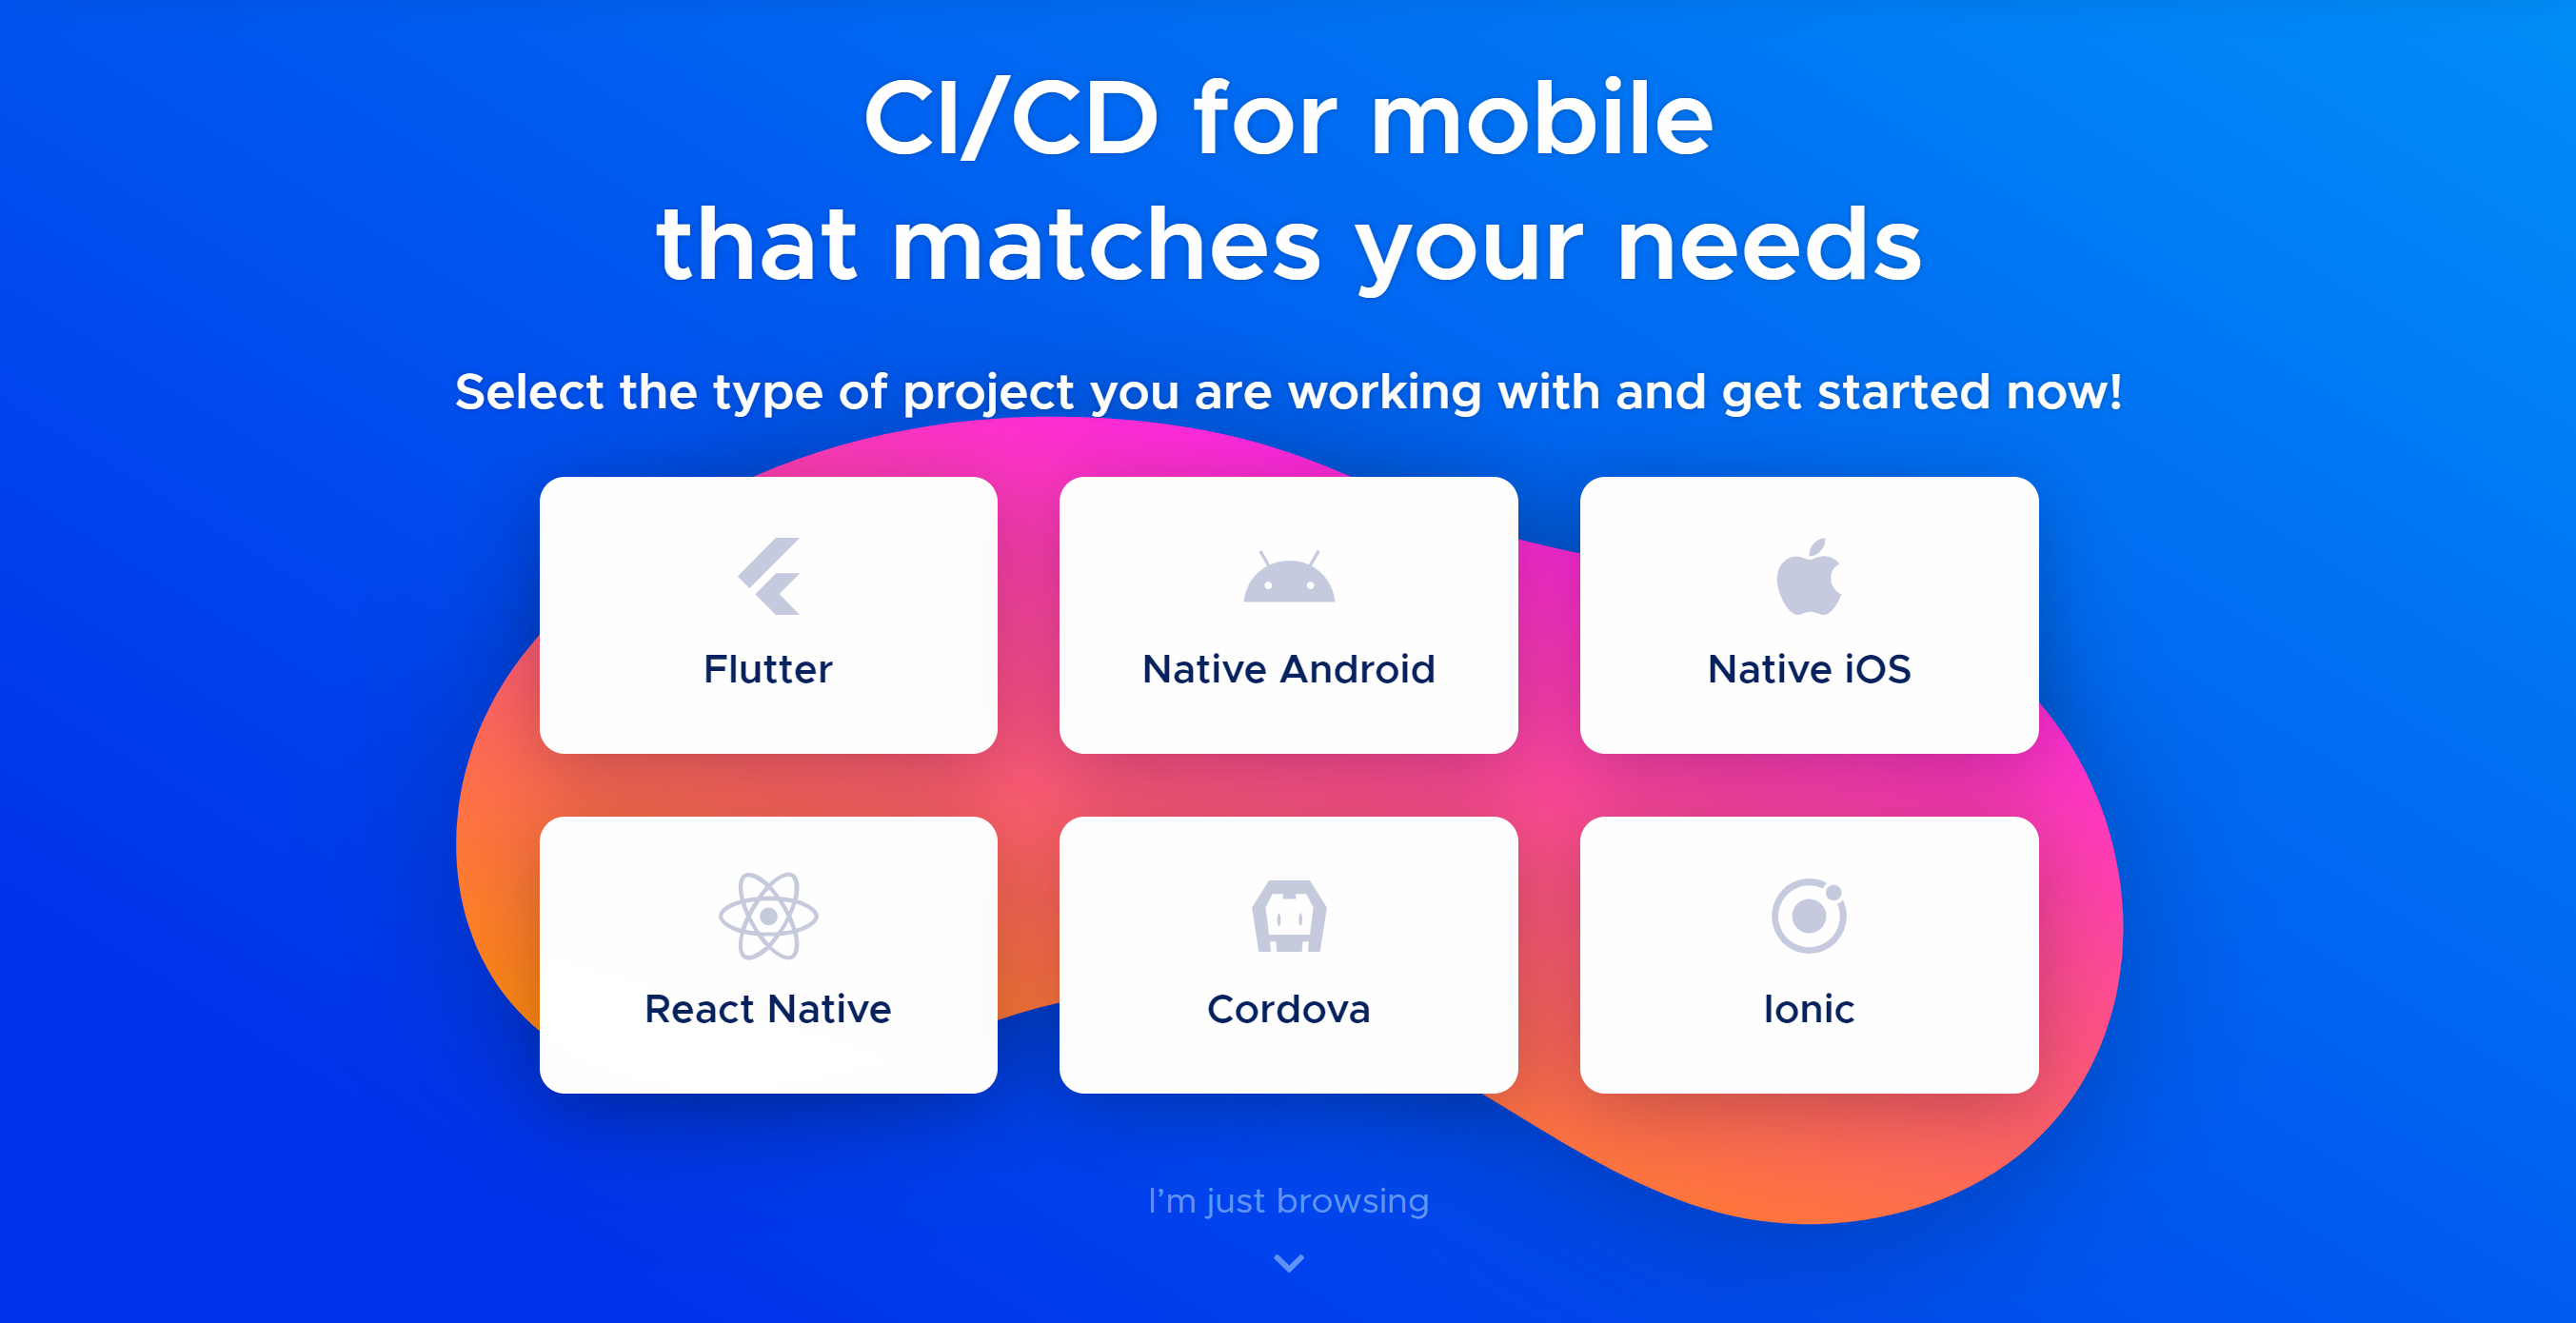 CI/CD for mobile
that matches your needs
Select the type of project you are working with and get started now!
Flutter
Native Android
Native iOS
React Native
Cordova
Ionic
I’m just browsing